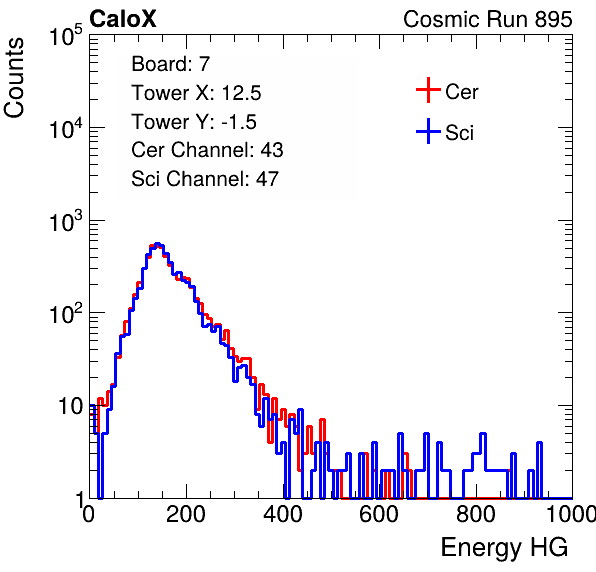 CaloX Cosmic Run 895
Counts
Board: 7
Tower X: 12.5
Tower Y: -1.5
Cer Channel: 43
Sci Channel: 47
Cer
Sci
10^5
10^4
10^3
10^2
10
1
0 200 400 600 800 1000
Energy HG